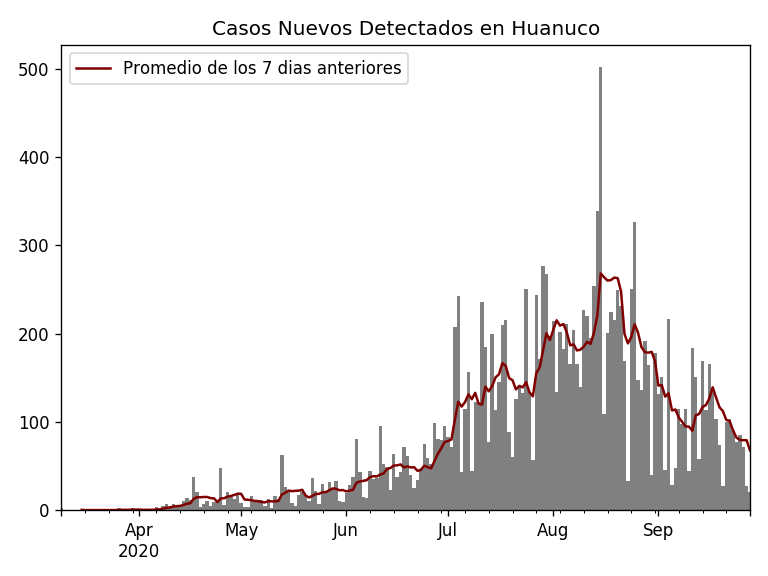 Casos Nuevos Detectados en Huanuco
Promedio de los 7 dias anteriores
500
400
300
200
100
0
Apr
2020
May
Jun
Jul
Aug
Sep